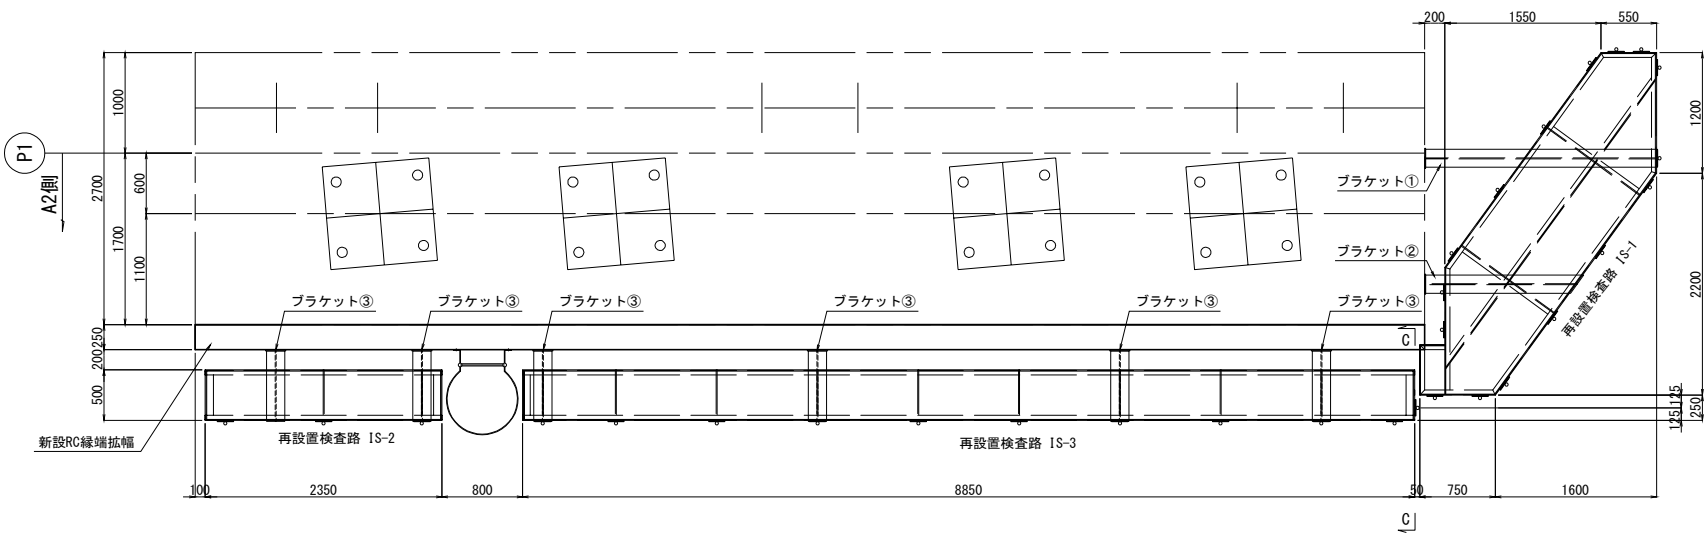 200
1550
550
1000
2700
P1
A2側
600
1700
1100
1200
2200
ブラケット①
ブラケット②
再設置検査路 IS-1
ブラケット③
ブラケット③
ブラケット③
ブラケット③
ブラケット③
ブラケット③
C
250
200
500
125
125
250
新設RC縁端拡幅
再設置検査路 IS-2
再設置検査路 IS-3
100
2350
800
8850
50
750
1600
C